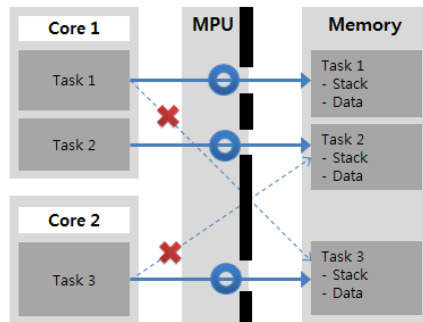 Core 1
Task 1
Task 2
Core 2
Task 3
MPU
Memory
Task 1
- Stack
- Data
Task 2
- Stack
- Data
Task 3
- Stack
- Data